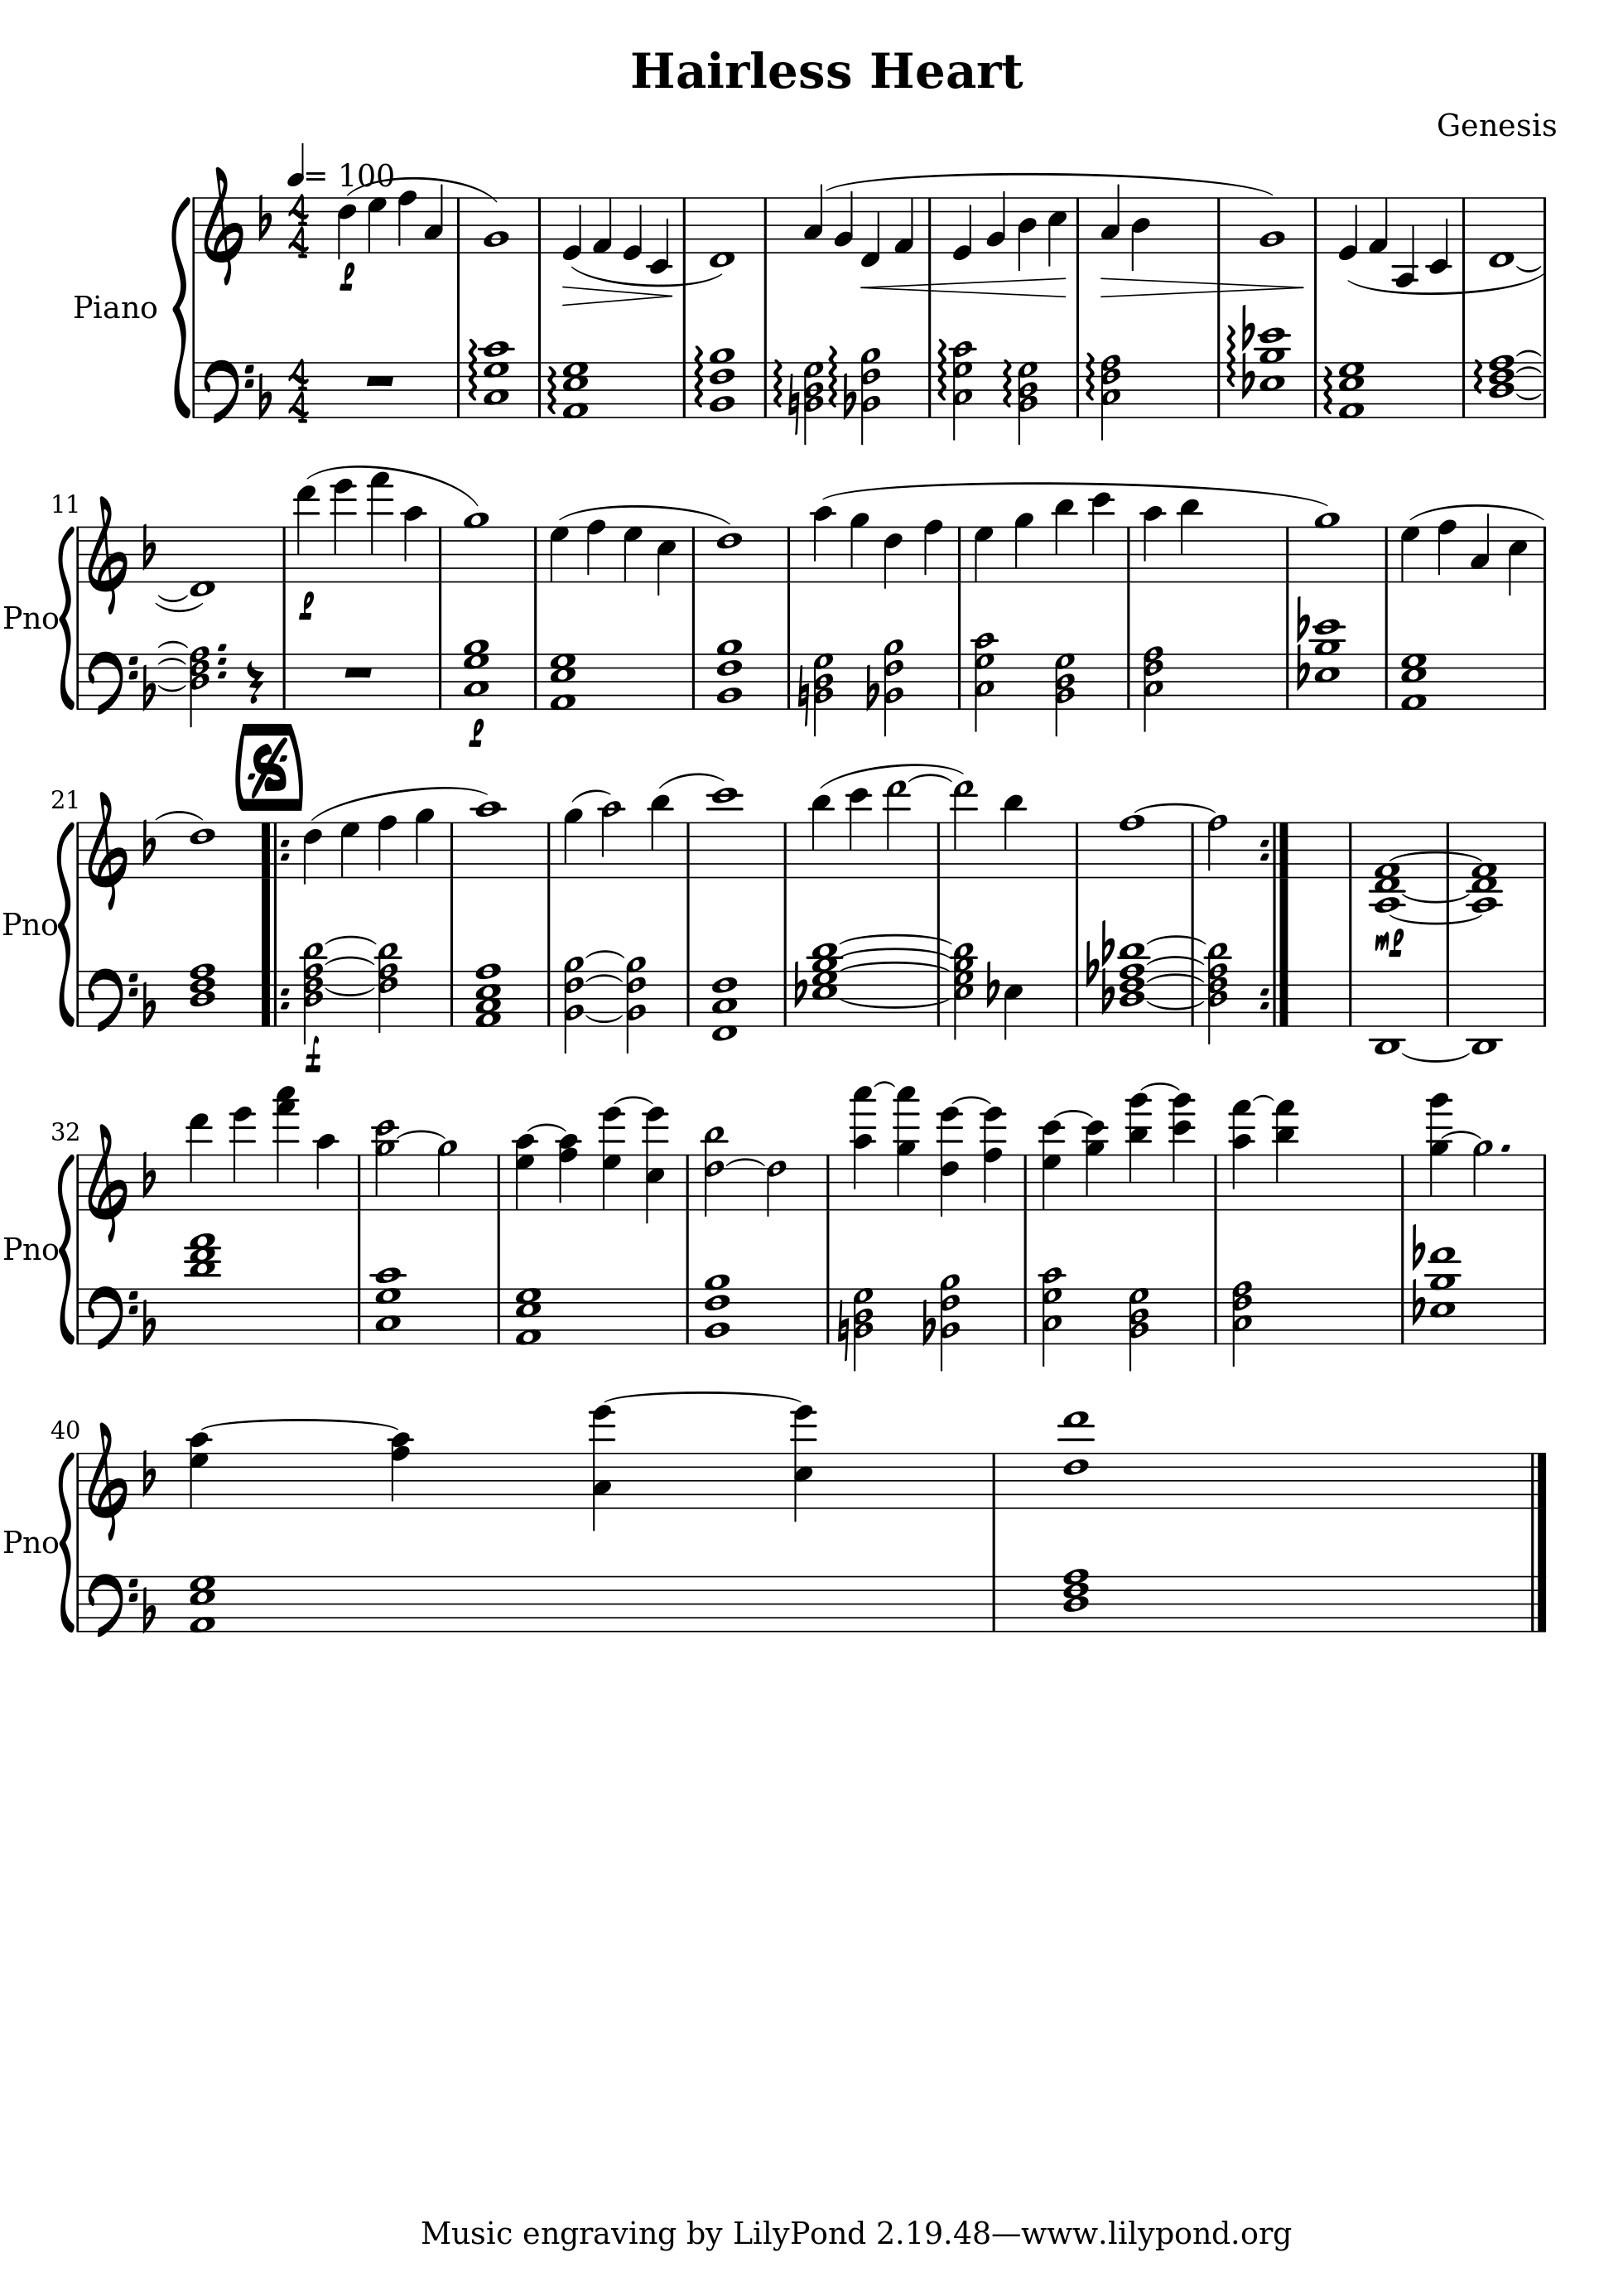 Hairless Heart
Genesis
= 100
Piano
p
11
Pno
p
p
21
Pno
f
mp
32
Pno
40
Pno
Music engraving by LilyPond 2.19.48—www.lilypond.org